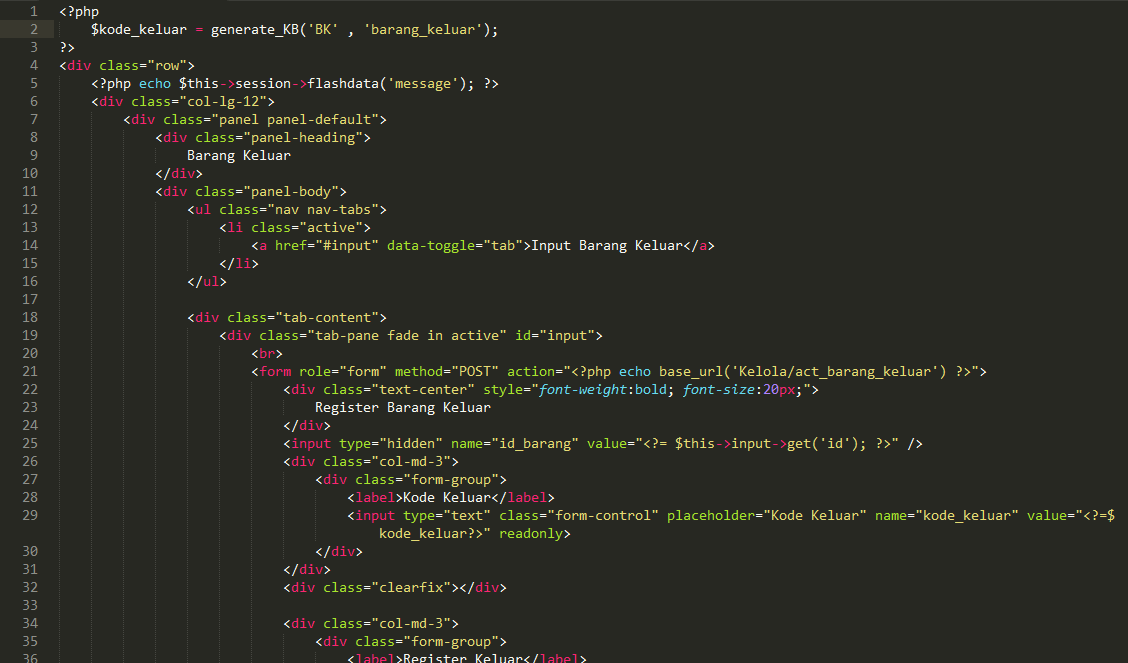 1 <?php
2 $kode_keluar = generate_KB('BK' , 'barang_keluar');
3 ?>
4 <div class="row">
5 <?php echo $this->session->flashdata('message'); ?>
6 <div class="col-lg-12">
7 <div class="panel panel-default">
8 <div class="panel-heading">
9 Barang Keluar
10 </div>
11 <div class="panel-body">
12 <ul class="nav nav-tabs">
13 <li class="active">
14 <a href="#input" data-toggle="tab">Input Barang Keluar</a>
15 </li>
16 </ul>
17
18 <div class="tab-content">
19 <div class="tab-pane fade in active" id="input">
20 <br>
21 <form role="form" method="POST" action="<?php echo base_url('Kelola/act_barang_keluar') ?>">
22 <div class="text-center" style="font-weight:bold; font-size:20px;">
23 Register Barang Keluar
24 </div>
25 <input type="hidden" name="id_barang" value="<?= $this->input->get('id'); ?>" />
26 <div class="col-md-3">
27 <div class="form-group">
28 <label>Kode Keluar</label>
29 <input type="text" class="form-control" placeholder="Kode Keluar" name="kode_keluar" value="<?=$
kode_keluar?>" readonly>
30 </div>
31 </div>
32 <div class="clearfix"></div>
33
34 <div class="col-md-3">
35 <div class="form-group">
36 <label>Register Keluar</label>